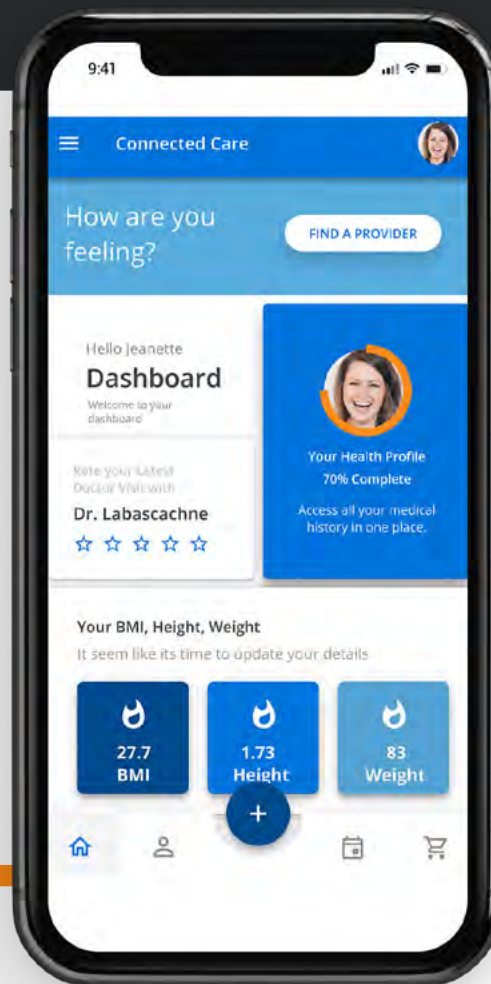 9:41
Connected Care
How are you
feeling?
FIND A PROVIDER
Hello Jeanette
Dashboard
Welcome to your
dashboard
Rate your Latest
Doctor Visit with
Dr. Labascachne
Your Health Profile
70% Complete
Access all your medical
history in one place.
Your BMI, Height, Weight
It seem like its time to update your details
27.7
BMI
1.73
Height
83
Weight